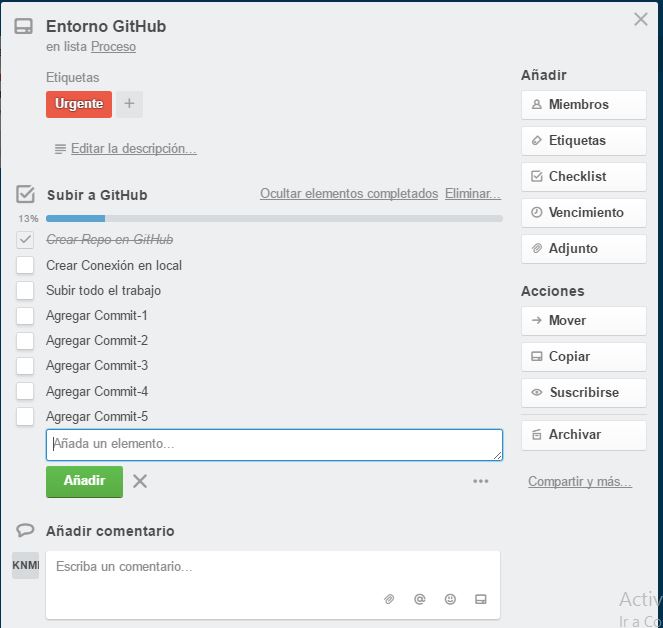 Entorno GitHub
en lista Proceso
Etiquetas
Urgente +
Editar la descripción...
Subir a GitHub Ocultar elementos completados Eliminar...
13%
Crear Repo en GitHub
Crear Conexión en local
Subir todo el trabajo
Agregar Commit-1
Agregar Commit-2
Agregar Commit-3
Agregar Commit-4
Agregar Commit-5
Añada un elemento...
Añadir
Añadir comentario
KNM
Escriba un comentario...
Añadir
Miembros
Etiquetas
Checklist
Vencimiento
Adjunto
Acciones
Mover
Copiar
Suscribirse
Archivar
Compartir y más...
Activ
Ir a Co